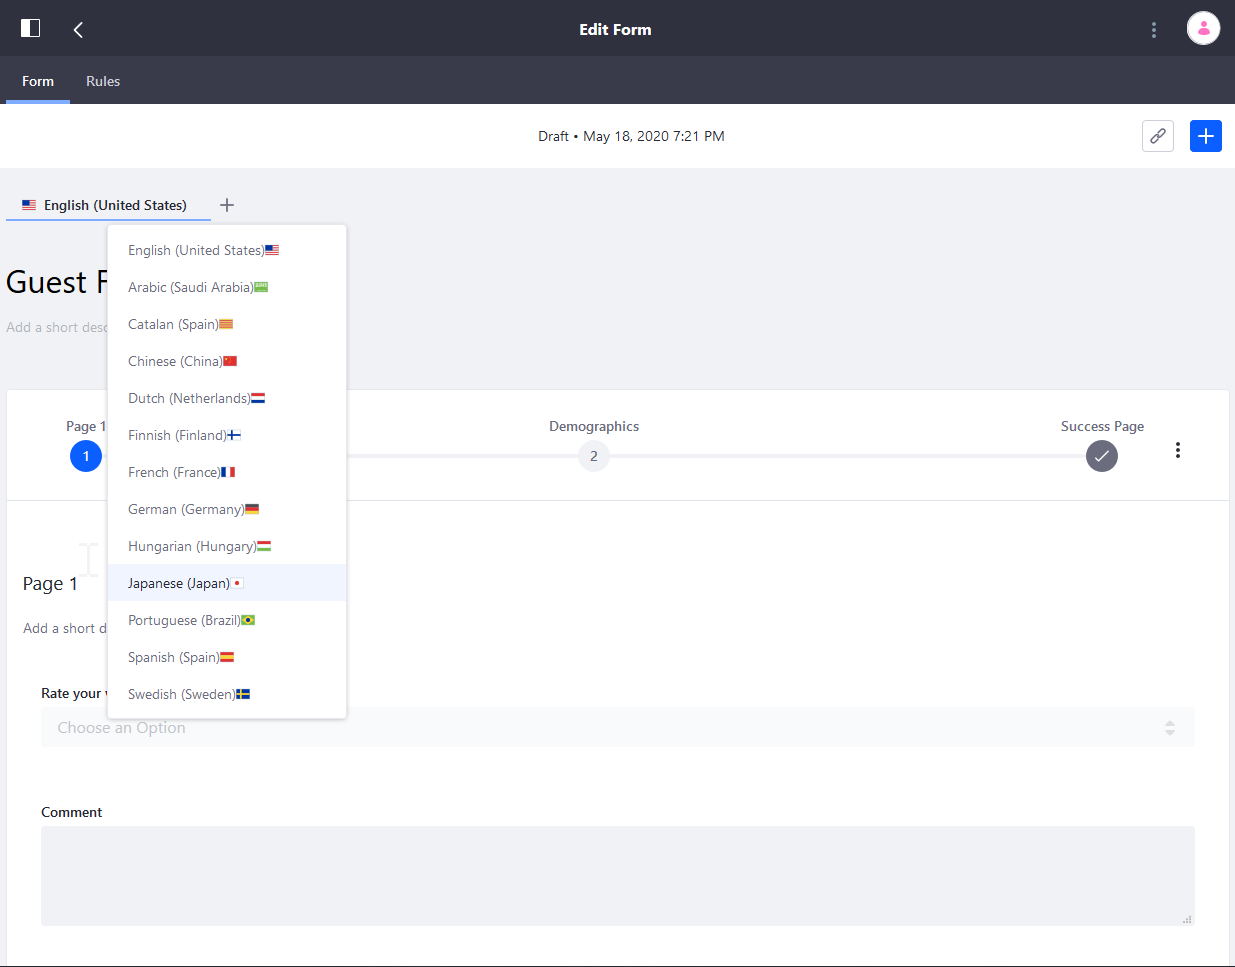 Edit Form
Form Rules
Draft • May 18, 2020 7:21 PM
English (United States)
English (United States)
Guest
Arabic (Saudi Arabia)
Add a short
Catalan (Spain)
Chinese (China)
Dutch (Netherlands)
Page 1 Demographics Success Page
Finnish (Finland)
1 2
French (France)
German (Germany)
Hungarian (Hungary)
Page 1
Japanese (Japan)
Add a short
Portuguese (Brazil)
Spanish (Spain)
Rate your
Swedish (Sweden)
Choose an Option
Comment